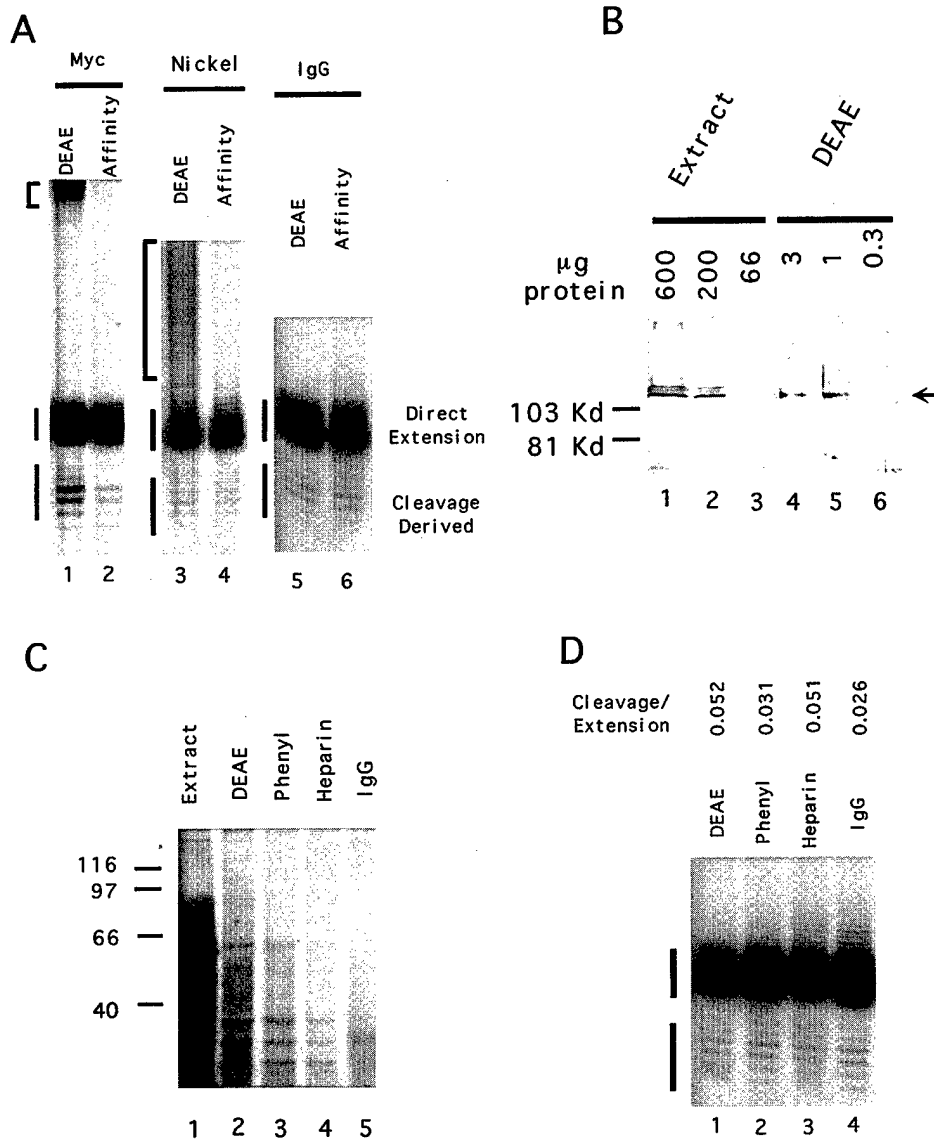 A
Myc
Nickel
IgG
DEAE
Affinity
DEAE
Affinity
DEAE
Affinity
Direct
Extension
Cleavage
Derived
1 2 3 4 5 6
B
Extract
DEAE
µg
protein
600
200
66
3
1
0.3
103 Kd
81 Kd
1 2 3 4 5 6
C
Extract
DEAE
Phenyl
Heparin
IgG
116
97
66
40
1 2 3 4 5
D
Cleavage/
Extension
0.052
0.031
0.051
0.026
DEAE
Phenyl
Heparin
IgG
1 2 3 4